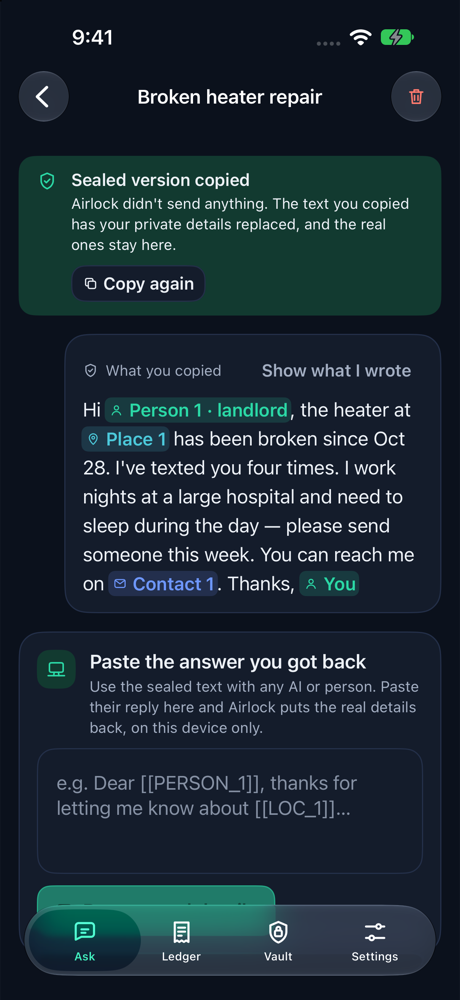 9:41
Broken heater repair
Sealed version copied
Airlock didn't send anything. The text you copied
has your private details replaced, and the real
ones stay here.
Copy again
What you copied
Show what I wrote
Hi Person 1 · landlord, the heater at
Place 1 has been broken since Oct
28. I've texted you four times. I work
nights at a large hospital and need to
sleep during the day — please send
someone this week. You can reach me
on Contact 1. Thanks, You
Paste the answer you got back
Use the sealed text with any AI or person. Paste
their reply here and Airlock puts the real details
back, on this device only.
e.g. Dear [[PERSON_1]], thanks for
letting me know about [[LOC_1]]...
Ask
Ledger
Vault
Settings